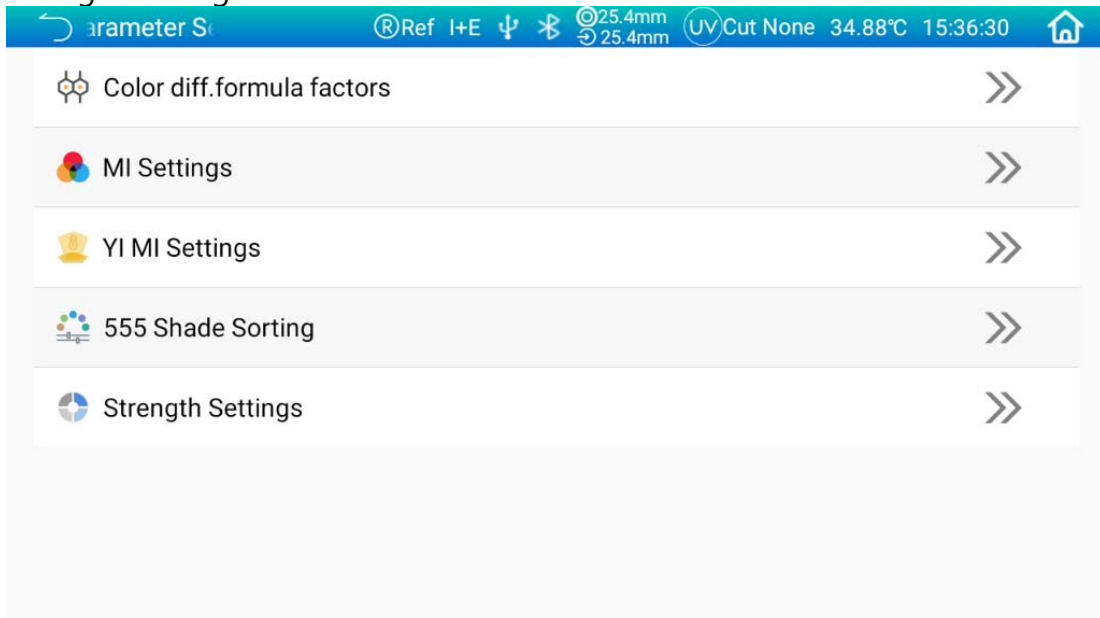 arameter S
®Ref I+E 25.4mm 25.4mm UV Cut None 34.88℃ 15:36:30
Color diff.formula factors
MI Settings
YI MI Settings
555 Shade Sorting
Strength Settings